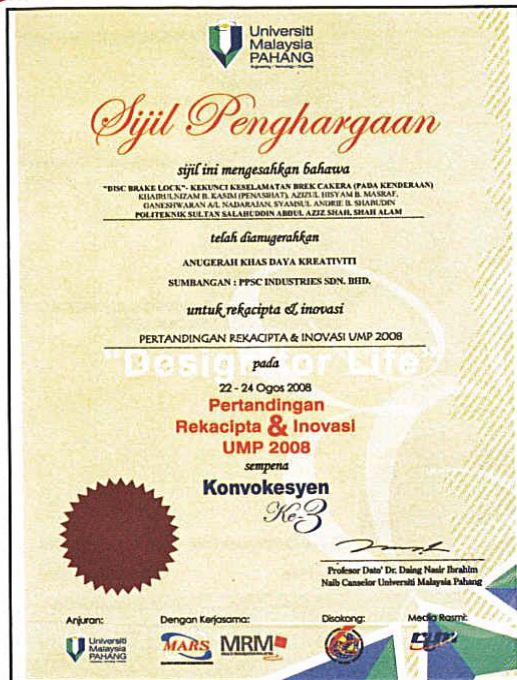 Universiti
Malaysia
PAHANG
Engineering • Technology • Creativity
Sijil Penghargaan
sijil ini mengesahkan bahawa
"DISC BRAKE LOCK"- KEKUNCI KESELAMATAN BREK CAKERA (PADA KENDERAAN)
KHAIRULNIZAM B. KASIM (PENASIHAT), AZIZUL HISYAM B. MASRAF,
GANESHWARAN A/L NADARAJAN, SYAMSUL ANDRIE B. SHABUDIN
POLITEKNIK SULTAN SALAHUDDIN ABDUL AZIZ SHAH, SHAH ALAM
telah dianugerahkan
ANUGERAH KHAS DAYA KREATIVITI
SUMBANGAN : PPSC INDUSTRIES SDN. BHD.
untuk rekacipta & inovasi
PERTANDINGAN REKACIPTA & INOVASI UMP 2008
"Design for Life"
pada
22 - 24 Ogos 2008
Pertandingan
Rekacipta & Inovasi
UMP 2008
sempena
Konvokesyen
Ke-3
Profesor Dato' Dr. Daing Nasir Ibrahim
Naib Canselor Universiti Malaysia Pahang
Anjuran:
Dengan Kerjasama:
Disokong:
Media Rasmi:
Universiti
Malaysia
PAHANG
MARS
MRM